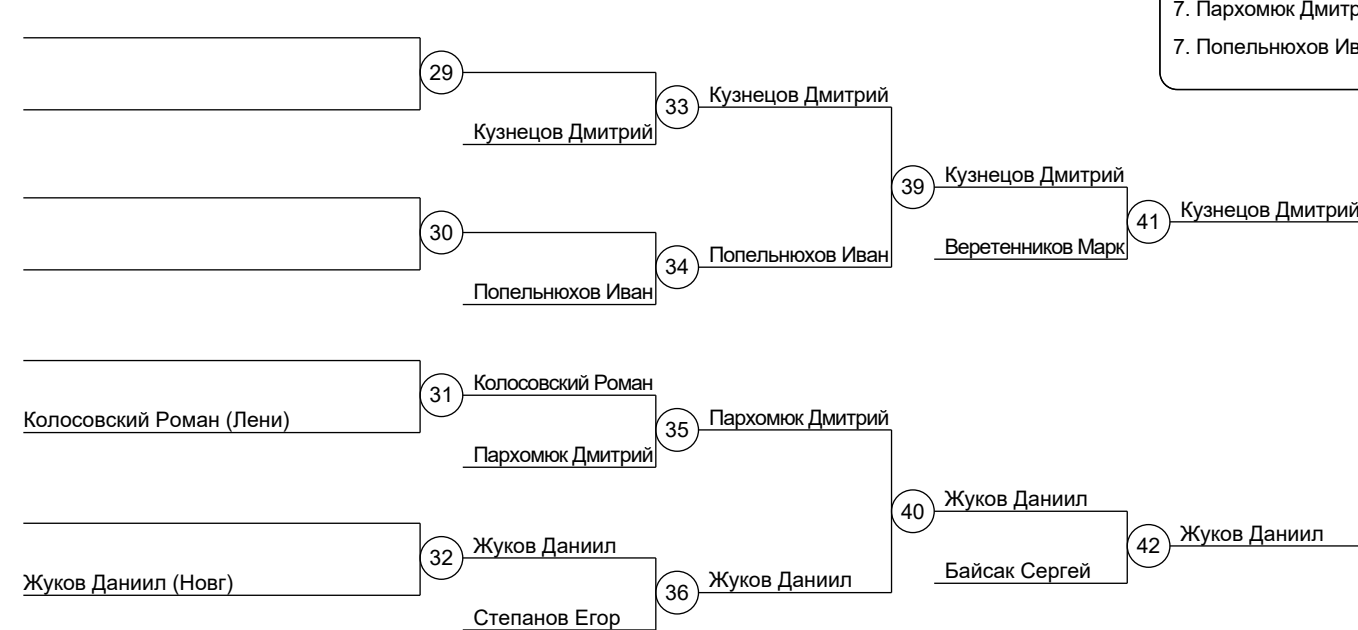 7. Пархомюк Дмитр
7. Попельнюхов Ив
29
Кузнецов Дмитрий
33
Кузнецов Дмитрий
39
Кузнецов Дмитрий
41
Кузнецов Дмитрий
Веретенников Марк
30
Попельнюхов Иван
34
Попельнюхов Иван
31
Колосовский Роман
Колосовский Роман (Лени)
35
Пархомюк Дмитрий
Пархомюк Дмитрий
40
Жуков Даниил
42
Жуков Даниил
Байсак Сергей
32
Жуков Даниил
Жуков Даниил (Новг)
36
Жуков Даниил
Степанов Егор